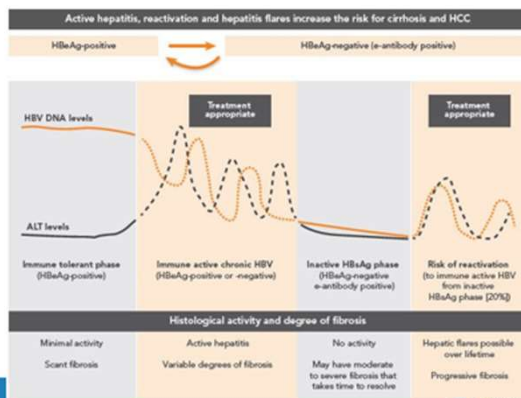 Active hepatitis, reactivation and hepatitis flares increase the risk for cirrhosis and HCC
HBeAg-positive
HBeAg-negative (e-antibody positive)
Treatment
appropriate
Treatment
appropriate
HBV DNA levels
ALT levels
Immune tolerant phase
(HBeAg-positive)
Immune active chronic HBV
(HBeAg-positive or -negative)
Inactive HBsAg phase
(HBeAg-negative
e-antibody positive)
Risk of reactivation
(to immune active HBV
from inactive
HBsAg phase [20%])
Histological activity and degree of fibrosis
Minimal activity
Scant fibrosis
Active hepatitis
Variable degrees of fibrosis
No activity
May have moderate
to severe fibrosis that
takes time to resolve
Hepatic flares possible
over lifetime
Progressive fibrosis